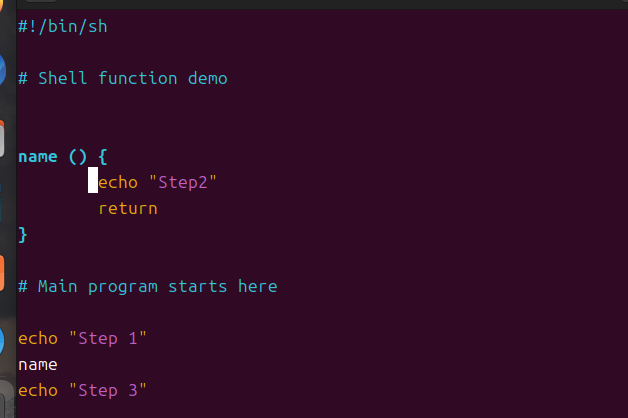 #!/bin/sh
# Shell function demo
name () {
echo "Step2"
return
}
# Main program starts here
echo "Step 1"
name
echo "Step 3"